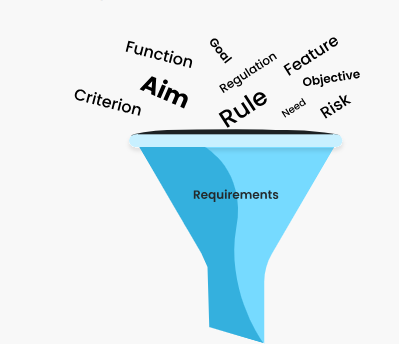 Function
Goal
Feature
Regulation
Objective
Aim
Criterion
Rule
Need
Risk
Requirements